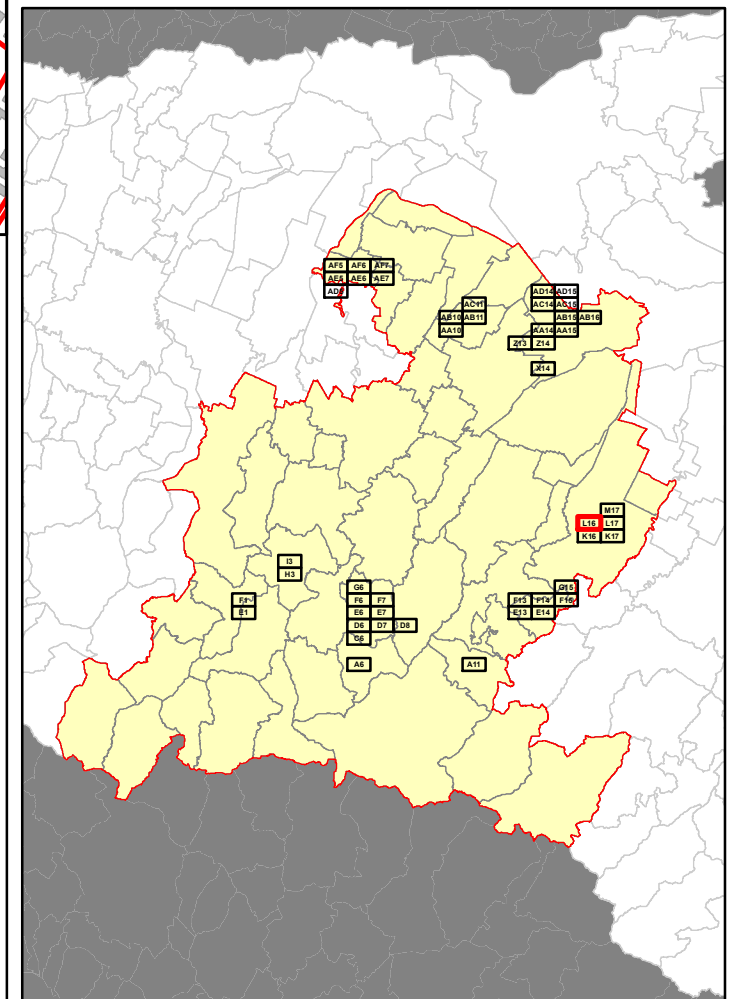 AF5 AF6 AF7
AE5 AE6 AE7
AD5
AD14 AD15
AC11 AC14 AC15
AB10 AB11 AB15 AB16
AA10 AA14 AA15
Z13 Z14
X14
M17
L16 L17
K16 K17
I3
H3
G6 G15
F1 F6 F7 F13 F14 F15
E1 E6 E7 E13 E14
D6 D7 D8
C6
A6 A11